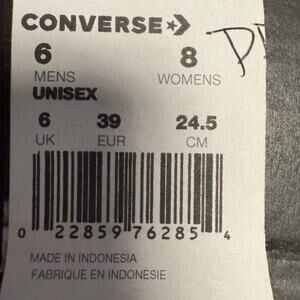 CONVERSE
6 8
MENS WOMENS
UNISEX
6 39 24.5
UK EUR CM
0 22859 76285 4
MADE IN INDONESIA
FABRIQUE EN INDONESIE